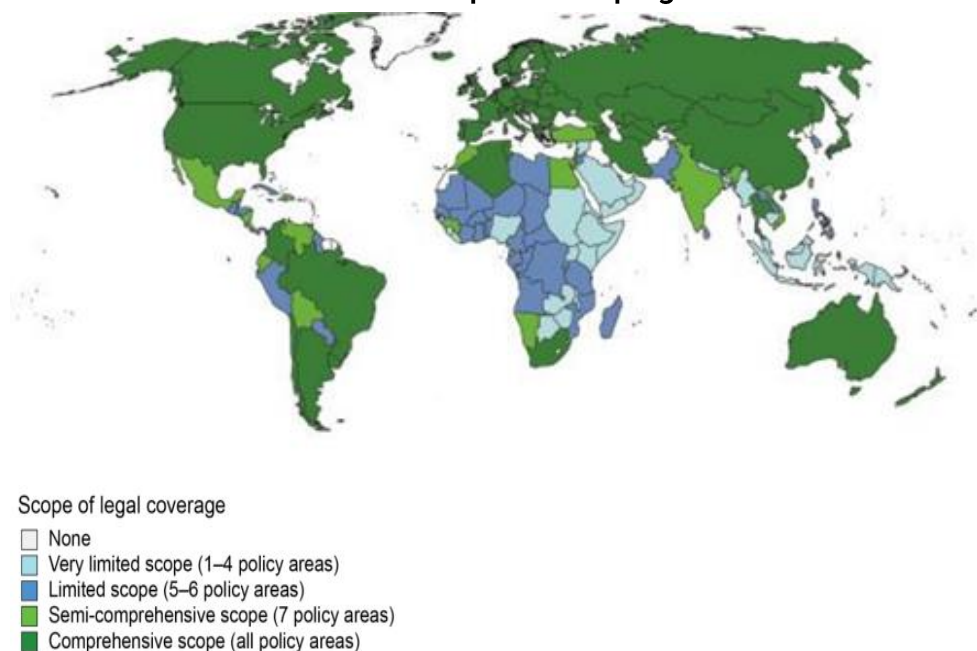 Scope of legal coverage
None
Very limited scope (1–4 policy areas)
Limited scope (5–6 policy areas)
Semi-comprehensive scope (7 policy areas)
Comprehensive scope (all policy areas)